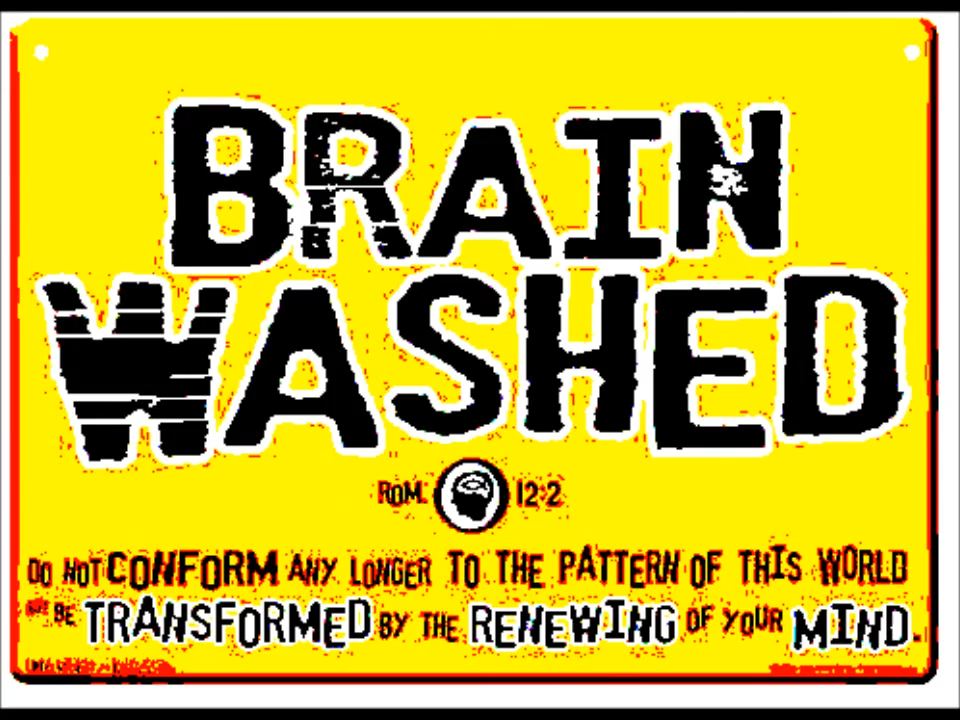 BRAIN
WASHED
ROM. 12:2
DO NOT CONFORM ANY LONGER TO THE PATTERN OF THIS WORLD
BE TRANSFORMED BY THE RENEWING OF YOUR MIND.